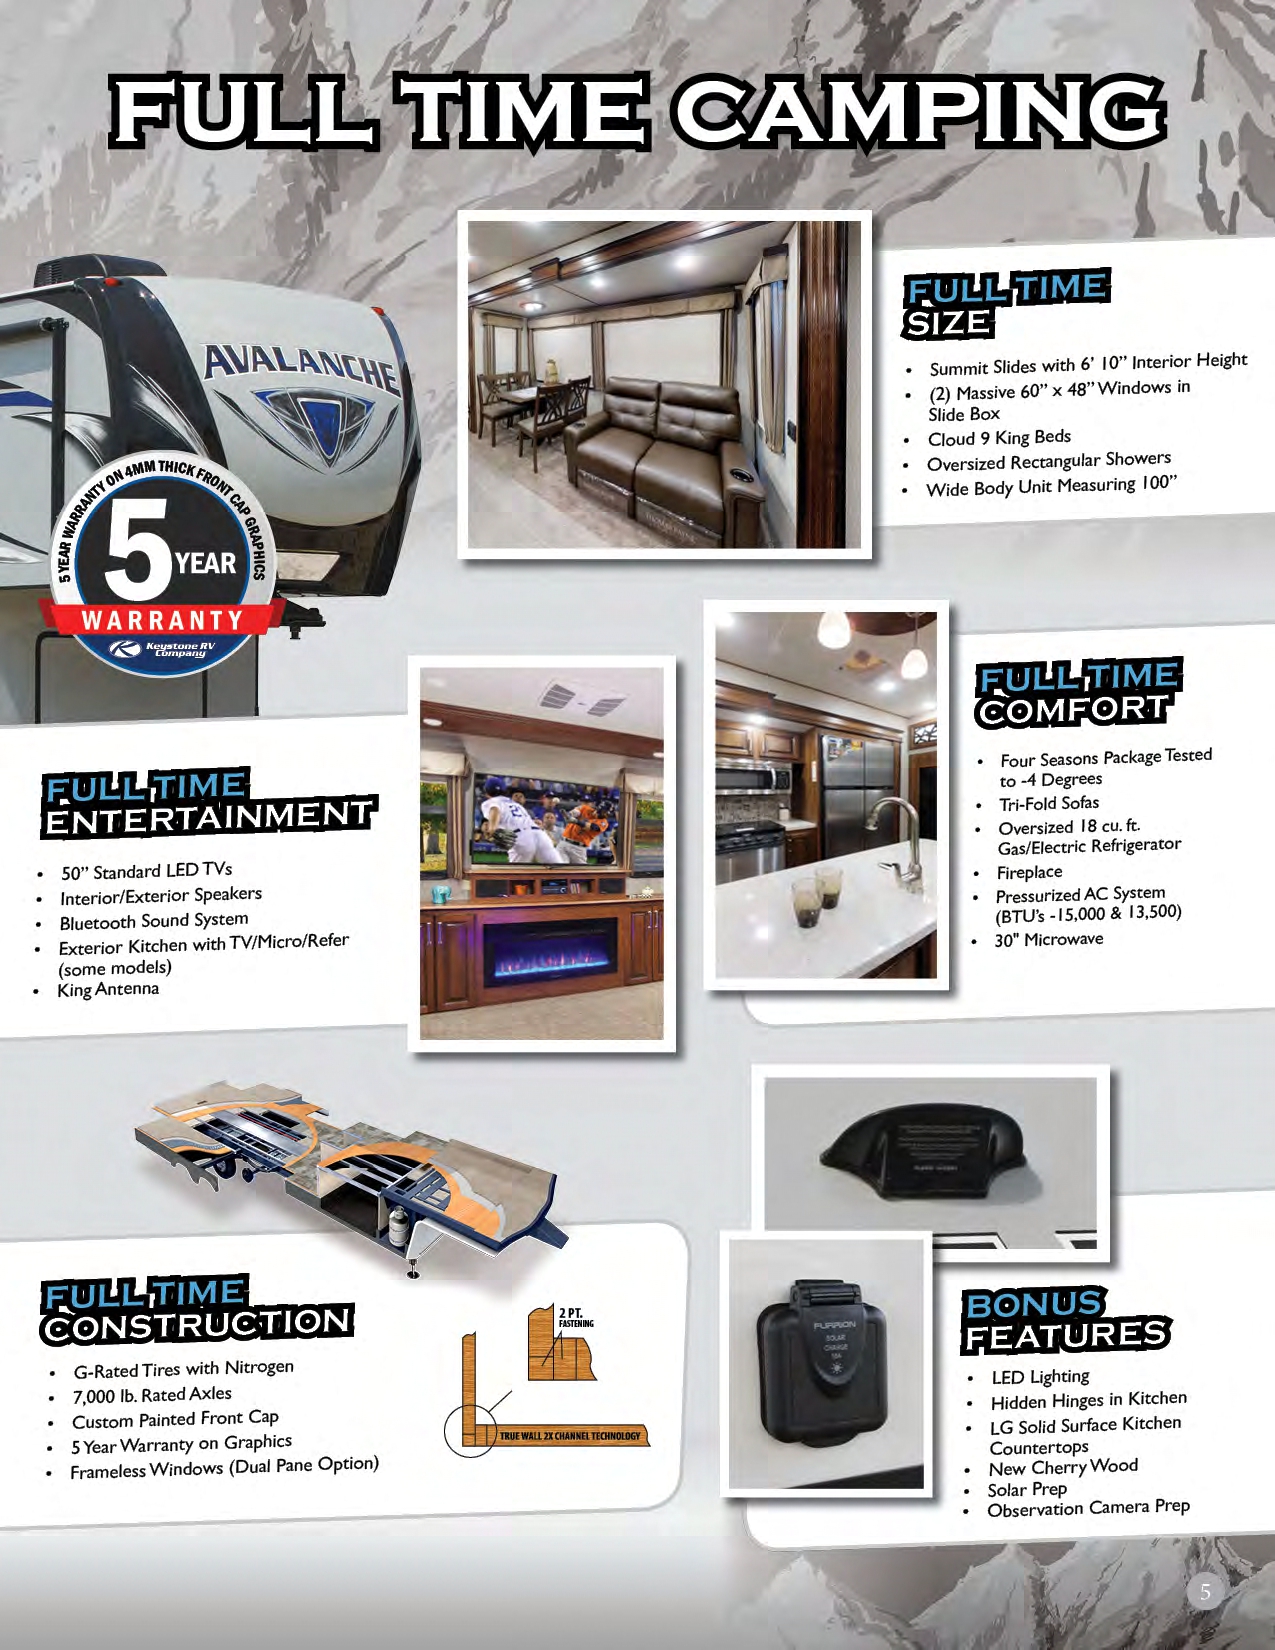 FULL TIME CAMPING
AVALANCHE
5 YEAR WARRANTY ON 4MM THICK FRONT CAP GRAPHICS
5 YEAR
WARRANTY
Keystone RV
Company
FULL TIME
SIZE
• Summit Slides with 6’ 10” Interior Height
• (2) Massive 60” x 48” Windows in
Slide Box
• Cloud 9 King Beds
• Oversized Rectangular Showers
• Wide Body Unit Measuring 100”
FULL TIME
COMFORT
• Four Seasons Package Tested
to -4 Degrees
• Tri-Fold Sofas
• Oversized 18 cu. ft.
Gas/Electric Refrigerator
• Fireplace
• Pressurized AC System
(BTU’s -15,000 & 13,500)
• 30" Microwave
FULL TIME
ENTERTAINMENT
• 50” Standard LED TVs
• Interior/Exterior Speakers
• Bluetooth Sound System
• Exterior Kitchen with TV/Micro/Refer
(some models)
• King Antenna
FULL TIME
CONSTRUCTION
• G-Rated Tires with Nitrogen
• 7,000 lb. Rated Axles
• Custom Painted Front Cap
• 5 Year Warranty on Graphics
• Frameless Windows (Dual Pane Option)
2 PT.
FASTENING
TRUE WALL 2X CHANNEL TECHNOLOGY
FURRION
SOLAR
CHARGE
10A
BONUS
FEATURES
• LED Lighting
• Hidden Hinges in Kitchen
• LG Solid Surface Kitchen
Countertops
• New Cherry Wood
• Solar Prep
• Observation Camera Prep
5